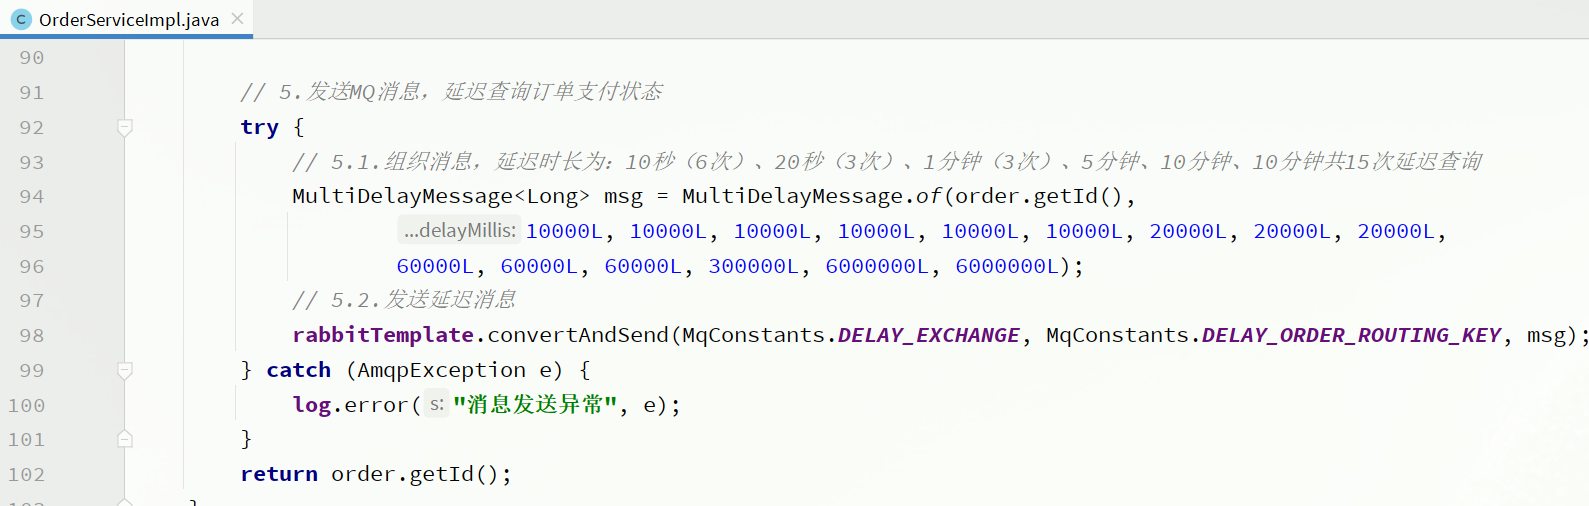 OrderServiceImpl.java
90
91 // 5.发送MQ消息，延迟查询订单支付状态
92 try {
93 // 5.1.组织消息，延迟时长为：10秒（6次）、20秒（3次）、1分钟（3次）、5分钟、10分钟、10分钟共15次延迟查询
94 MultiDelayMessage<Long> msg = MultiDelayMessage.of(order.getId(),
95 ...delayMillis: 10000L, 10000L, 10000L, 10000L, 10000L, 10000L, 20000L, 20000L, 20000L,
96 60000L, 60000L, 60000L, 300000L, 6000000L, 6000000L);
97 // 5.2.发送延迟消息
98 rabbitTemplate.convertAndSend(MqConstants.DELAY_EXCHANGE, MqConstants.DELAY_ORDER_ROUTING_KEY, msg);
99 } catch (AmqpException e) {
100 log.error( s: "消息发送异常", e);
101 }
102 return order.getId();